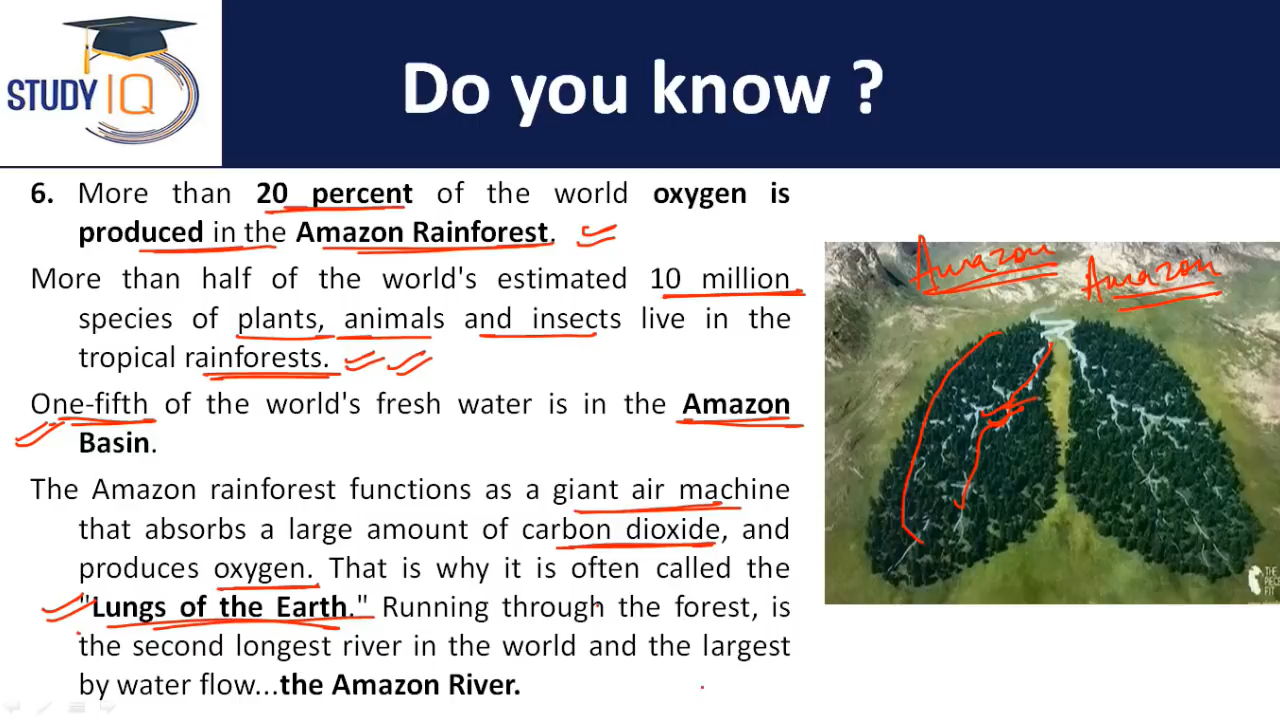 STUDY IQ
Do you know ?
6. More than 20 percent of the world oxygen is
produced in the Amazon Rainforest.
More than half of the world's estimated 10 million
species of plants, animals and insects live in the
tropical rainforests.
One-fifth of the world's fresh water is in the Amazon
Basin.
The Amazon rainforest functions as a giant air machine
that absorbs a large amount of carbon dioxide, and
produces oxygen. That is why it is often called the
"Lungs of the Earth." Running through the forest, is
the second longest river in the world and the largest
by water flow...the Amazon River.
Amazon
Amazon
THE
FIT